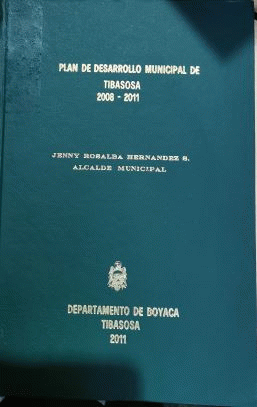 PLAN DE DESARROLLO MUNICIPAL DE
TIBASOSA
2008 - 2011
JENNY ROSALBA HERNANDEZ S.
ALCALDE MUNICIPAL
DEPARTAMENTO DE BOYACA
TIBASOSA
2011